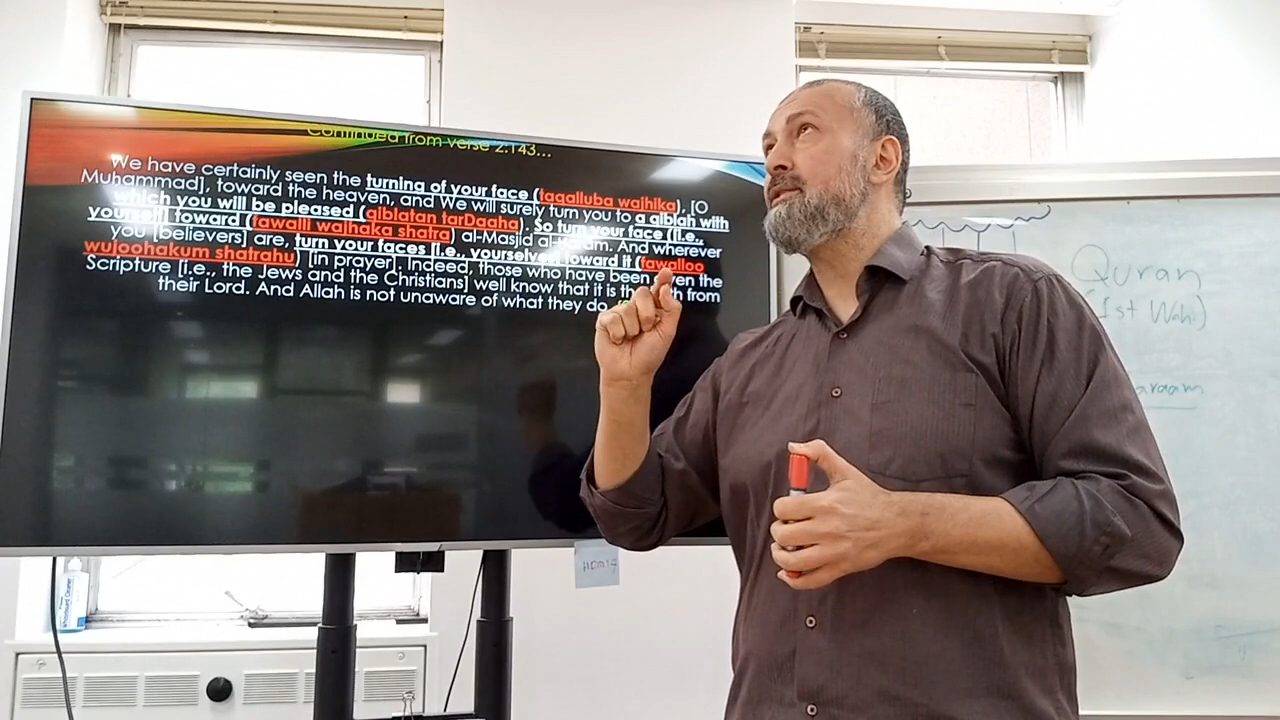 Continued from verse 2:143...
We have certainly seen the turning of your face (taqalluba wajhika), [O
Muhammad], toward the heaven, and We will surely turn you to a qiblah with
which you will be pleased (qiblatan tarDaaha). So turn your face (i.e.,
yourself) toward (fawalli wajhaka shatra) al-Masjid al- And wherever
you [believers] are, turn your faces [i.e., yourselves] toward it (fawalloo
wujoohakum shatrahu) [in prayer]. Indeed, those who have been given the
Scripture [i.e., the Jews and the Christians] well know that it is the from
their Lord. And Allah is not unaware of what they do.
Quran
(1st Wahi)
araam
HDMI